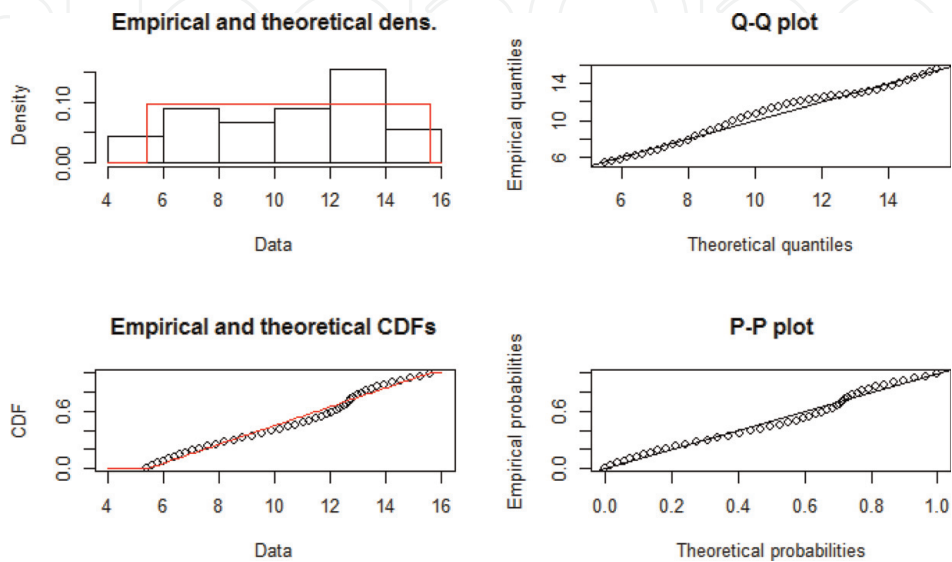 Empirical and theoretical dens.
Density
0.00 0.10
4 6 8 10 12 14 16
Data
Q-Q plot
Empirical quantiles
6 10 14
6 8 10 12 14
Theoretical quantiles
Empirical and theoretical CDFs
CDF
0.0 0.6
4 6 8 10 12 14 16
Data
P-P plot
Empirical probabilities
0.0 0.6
0.0 0.2 0.4 0.6 0.8 1.0
Theoretical probabilities